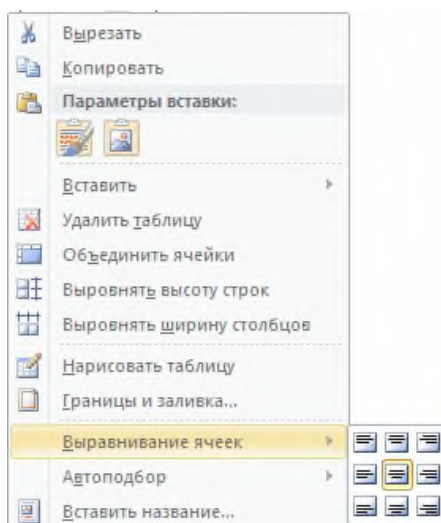 Вырезать
Копировать
Параметры вставки:
Вставить
Удалить таблицу
Объединить ячейки
Выровнять высоту строк
Выровнять ширину столбцов
Нарисовать таблицу
Границы и заливка...
Выравнивание ячеек
Автоподбор
Вставить название...